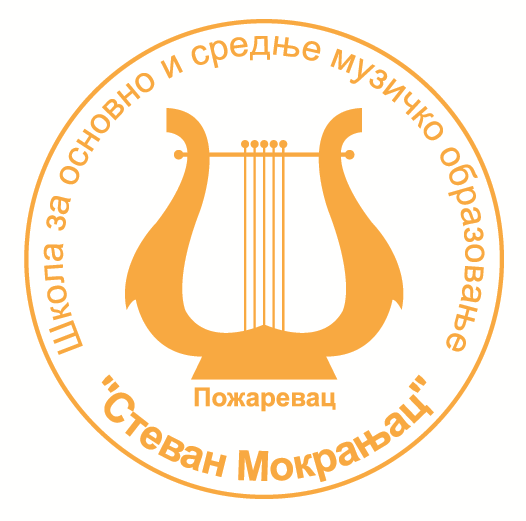 Школа за основно и средње музичко образовање
Пожаревац
"Стеван Мокрањац"